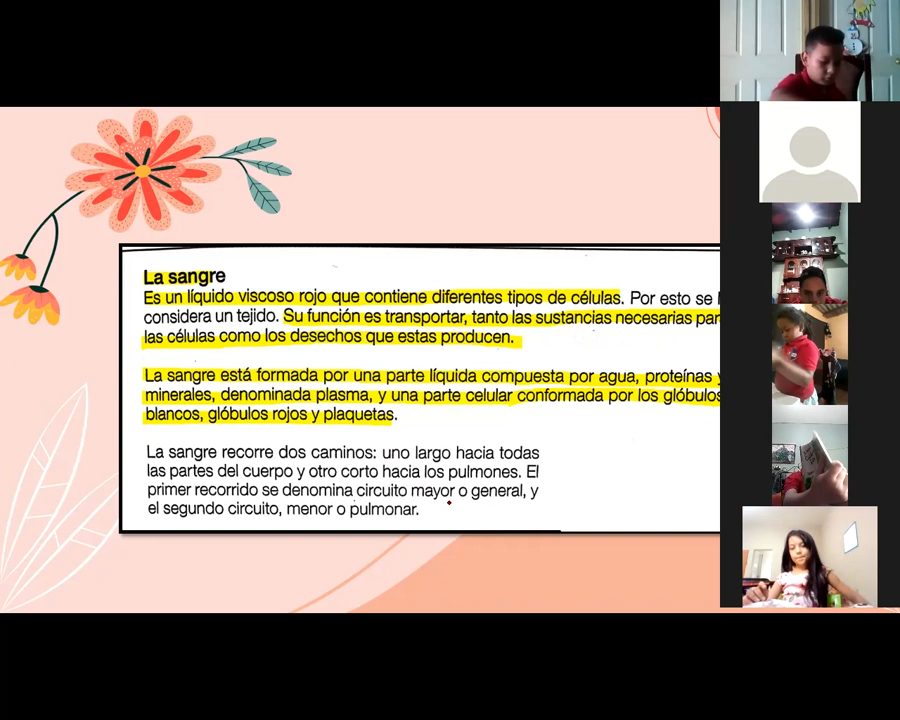 La sangre
Es un líquido viscoso rojo que contiene diferentes tipos de células. Por esto se
considera un tejido. Su función es transportar, tanto las sustancias necesarias
las células como los desechos que estas producen.
La sangre está formada por una parte líquida compuesta por agua, proteínas y
minerales, denominada plasma, y una parte celular conformada por los glóbulos
blancos, glóbulos rojos y plaquetas.
La sangre recorre dos caminos: uno largo hacia todas
las partes del cuerpo y otro corto hacia los pulmones. El
primer recorrido se denomina circuito mayor o general, y
el segundo circuito, menor o pulmonar.